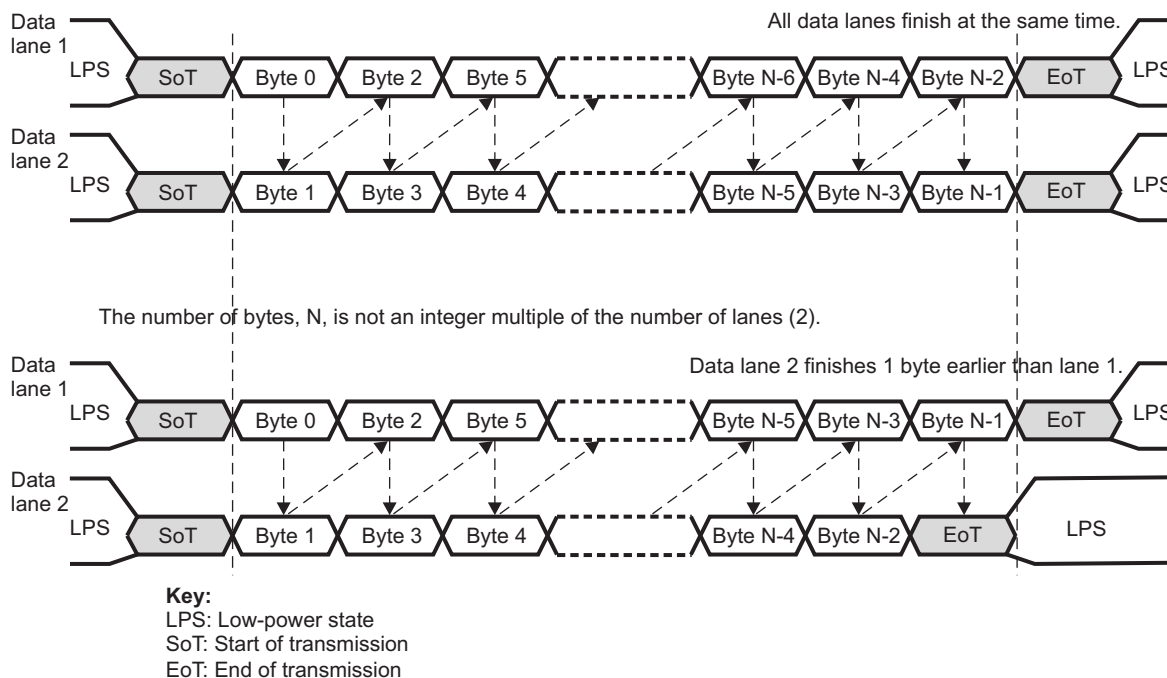 Data
lane 1
All data lanes finish at the same time.
LPS
SoT
Byte 0
Byte 2
Byte 5
Byte N-6
Byte N-4
Byte N-2
EoT
LPS
Data
lane 2
LPS
SoT
Byte 1
Byte 3
Byte 4
Byte N-5
Byte N-3
Byte N-1
EoT
LPS
The number of bytes, N, is not an integer multiple of the number of lanes (2).
Data
lane 1
Data lane 2 finishes 1 byte earlier than lane 1.
LPS
SoT
Byte 0
Byte 2
Byte 5
Byte N-5
Byte N-3
Byte N-1
EoT
LPS
Data
lane 2
LPS
SoT
Byte 1
Byte 3
Byte 4
Byte N-4
Byte N-2
EoT
LPS
Key:
LPS: Low-power state
SoT: Start of transmission
EoT: End of transmission